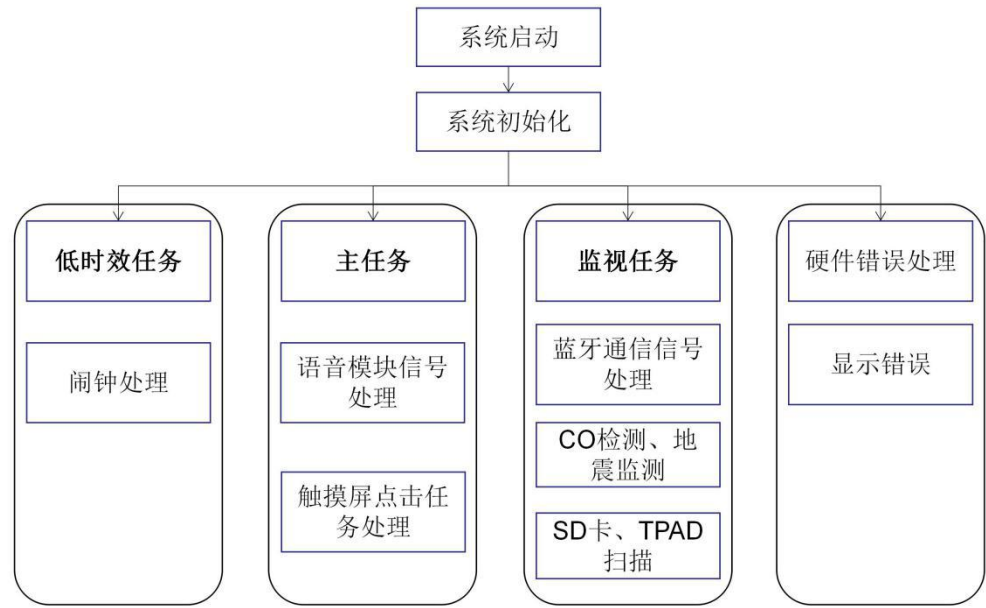 系统启动
系统初始化
低时效任务
闹钟处理
主任务
语音模块信号
处理
触摸屏点击任
务处理
监视任务
蓝牙通信信号
处理
CO检测、地
震监测
SD卡、TPAD
扫描
硬件错误处理
显示错误